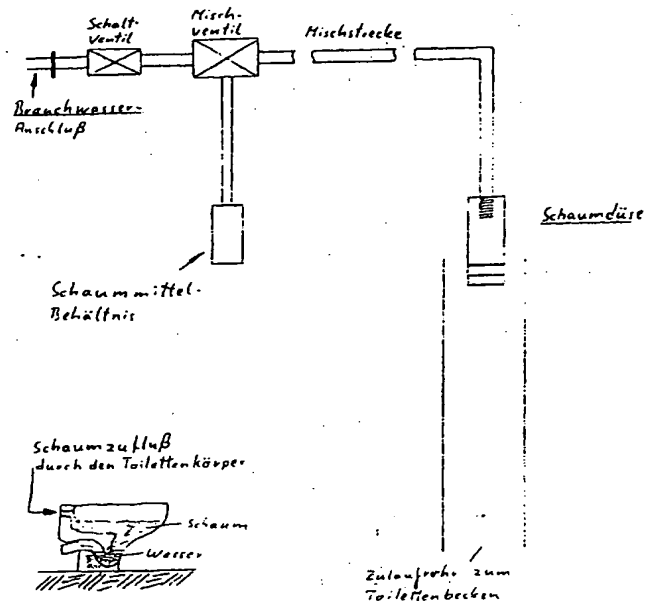 Schalt-
ventil
Misch-
ventil
Mischstrecke
Brauchwasser-
Anschluß
Schaumdüse
Schaummittel-
Behältnis
Schaumzufluß
durch den Toilettenkörper
Schaum
Wasser
Zulaufrohr zum
Toilettenbecken